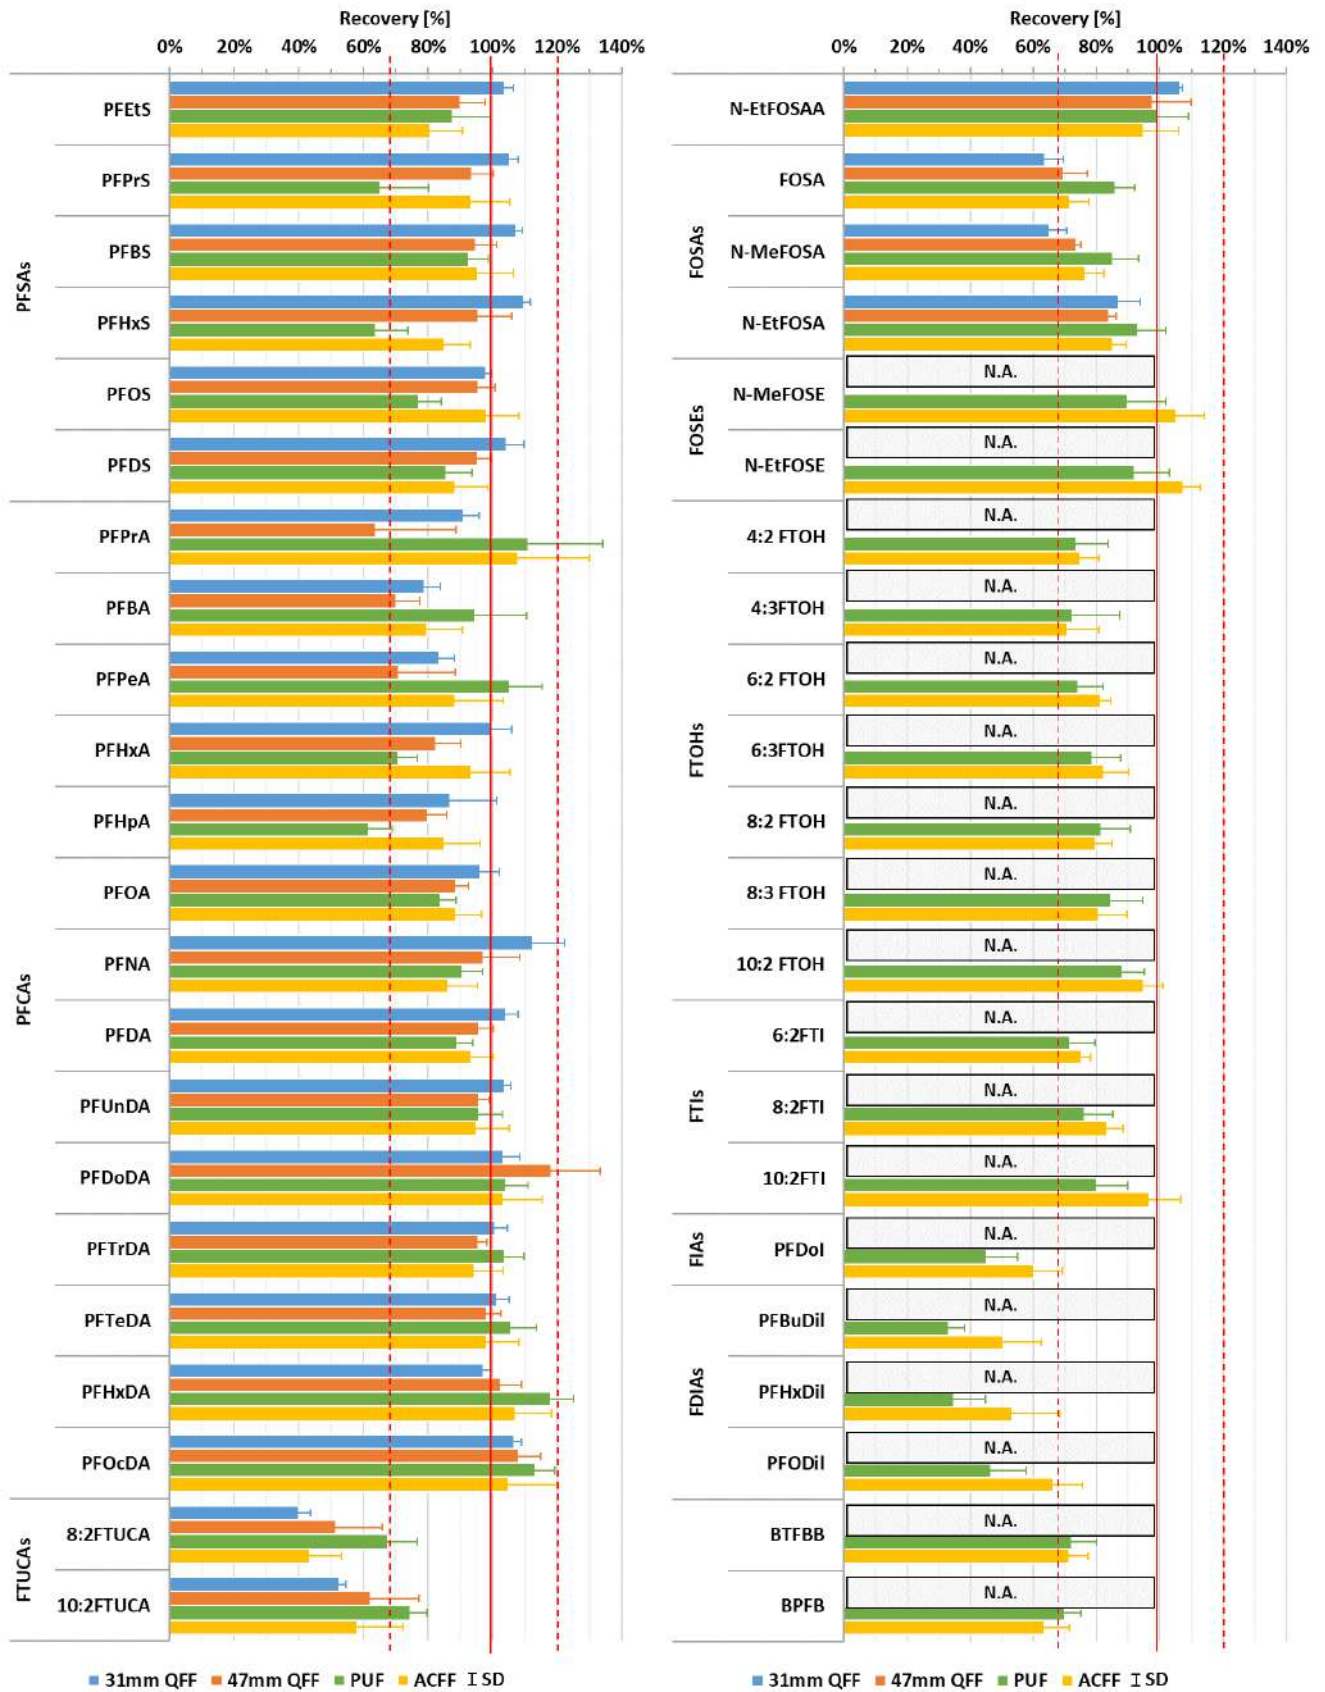 Recovery [%]
0% 20% 40% 60% 80% 100% 120% 140%
PFSAs
PFEtS
PFPrS
PFBS
PFHxS
PFOS
PFDS
PFCAs
PFPrA
PFBA
PFPeA
PFHxA
PFHpA
PFOA
PFNA
PFDA
PFUnDA
PFDoDA
PFTrDA
PFTeDA
PFHxDA
PFOcDA
FTUCAs
8:2FTUCA
10:2FTUCA
31mm QFF 47mm QFF PUF ACFF SD
Recovery [%]
0% 20% 40% 60% 80% 100% 120% 140%
N-EtFOSAA
FOSAs
FOSA
N-MeFOSA
N-EtFOSA
FOSEs
N-MeFOSE N.A.
N-EtFOSE N.A.
FTOHs
4:2 FTOH N.A.
4:3FTOH N.A.
6:2 FTOH N.A.
6:3FTOH N.A.
8:2 FTOH N.A.
8:3 FTOH N.A.
10:2 FTOH N.A.
FTIs
6:2FTI N.A.
8:2FTI N.A.
10:2FTI N.A.
FIAs
PFDoI N.A.
FDIAs
PFBuDiI N.A.
PFHxDiI N.A.
PFODiI N.A.
BTFBB N.A.
BPFB N.A.
31mm QFF 47mm QFF PUF ACFF SD